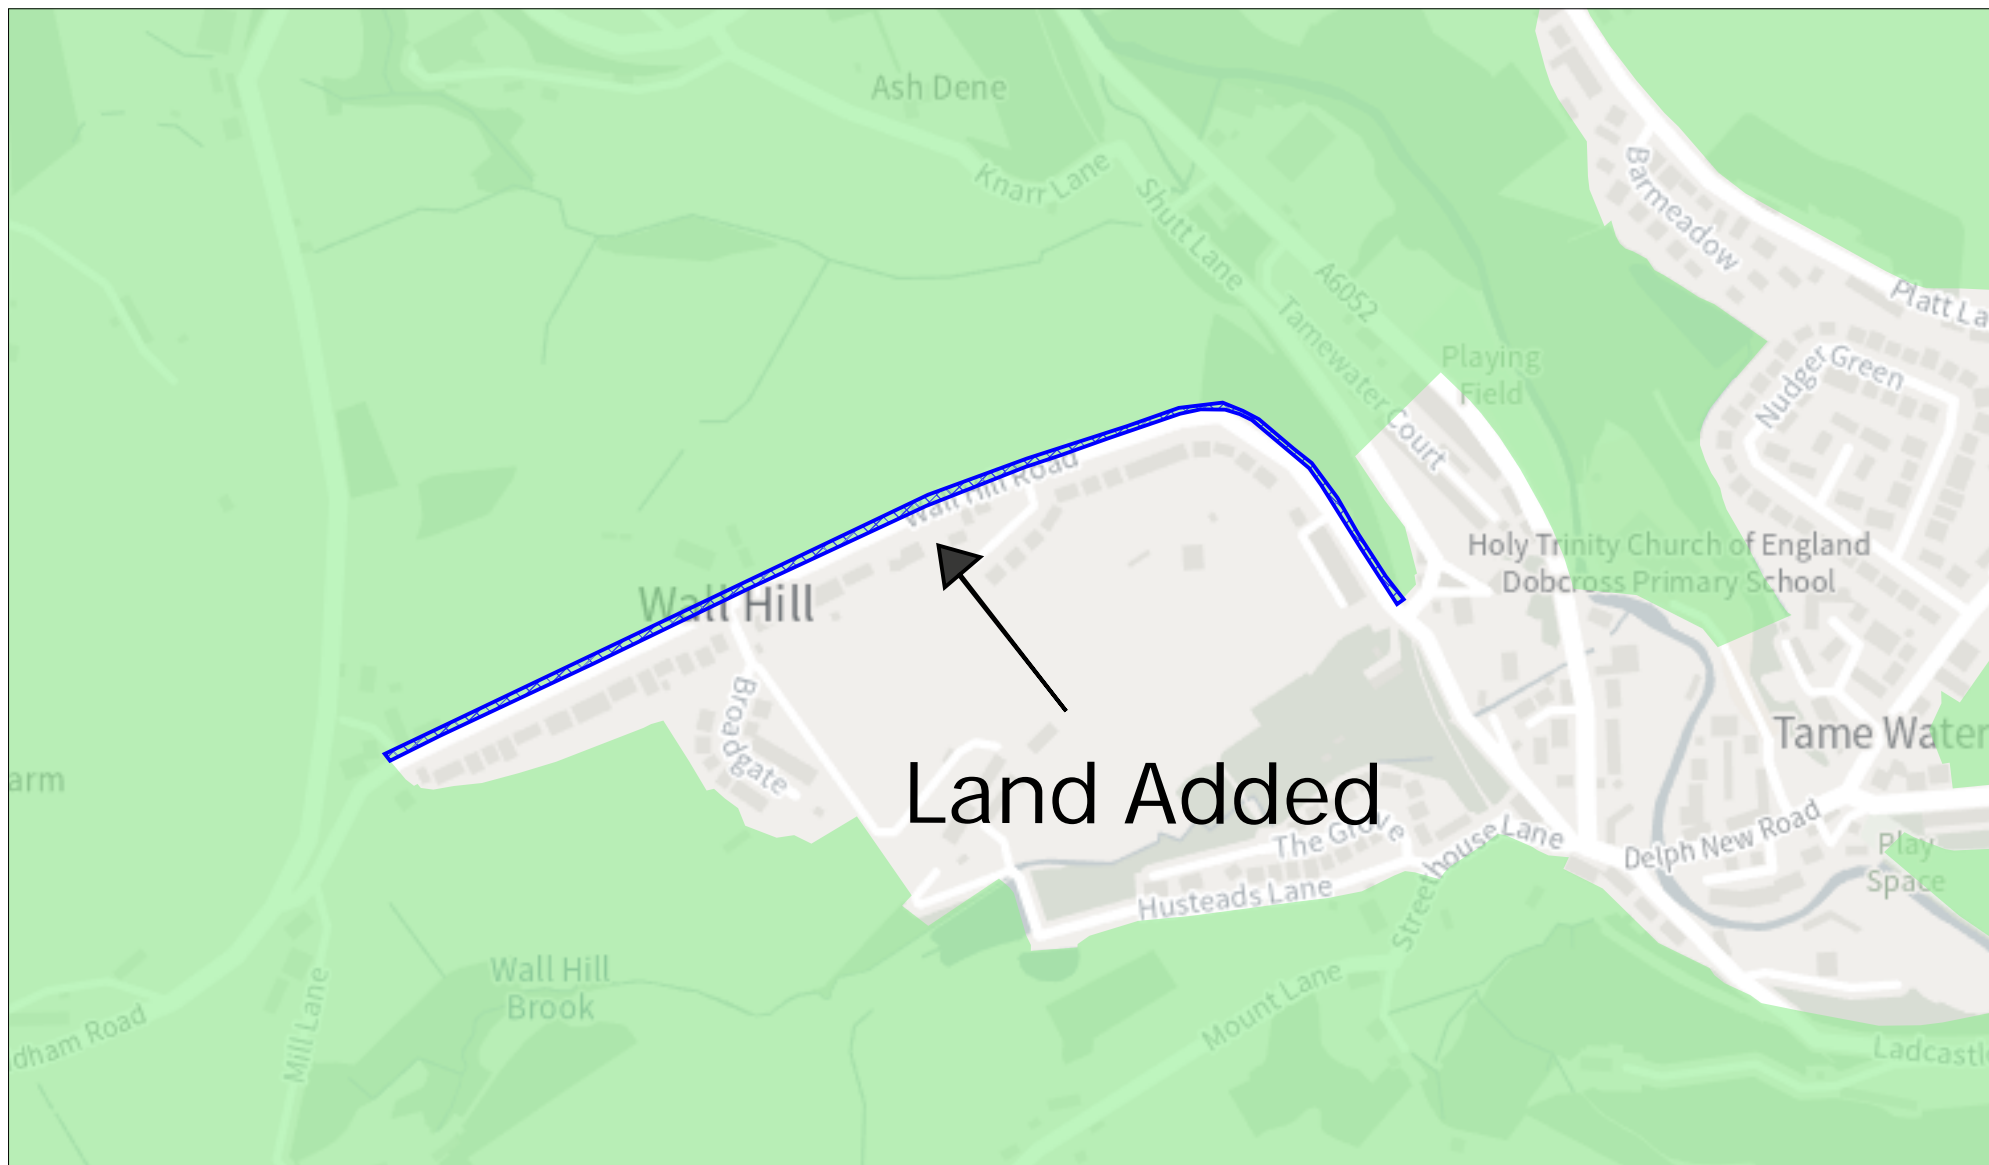 Ash Dene
Knarr Lane
Shutt Lane
A6052
Tamewater Court
Playing
Field
Barmeadow
Platt La
Nudger Green
Wall Hill Road
Holy Trinity Church of England
Dobcross Primary School
Wall Hill
Broadgate
Tame Water
arm
Land Added
The Grove
Streethouse Lane
Delph New Road
Play
Space
Husteads Lane
Wall Hill
Brook
Mount Lane
Mill Lane
dham Road
Ladcastl